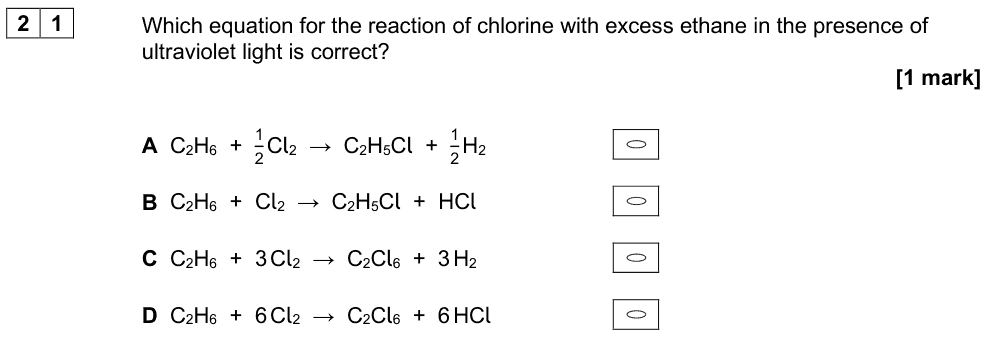 2 1 Which equation for the reaction of chlorine with excess ethane in the presence of
ultraviolet light is correct?
[1 mark]
A C₂H₆ + ½Cl₂ → C₂H₅Cl + ½H₂
B C₂H₆ + Cl₂ → C₂H₅Cl + HCl
C C₂H₆ + 3Cl₂ → C₂Cl₆ + 3H₂
D C₂H₆ + 6Cl₂ → C₂Cl₆ + 6HCl